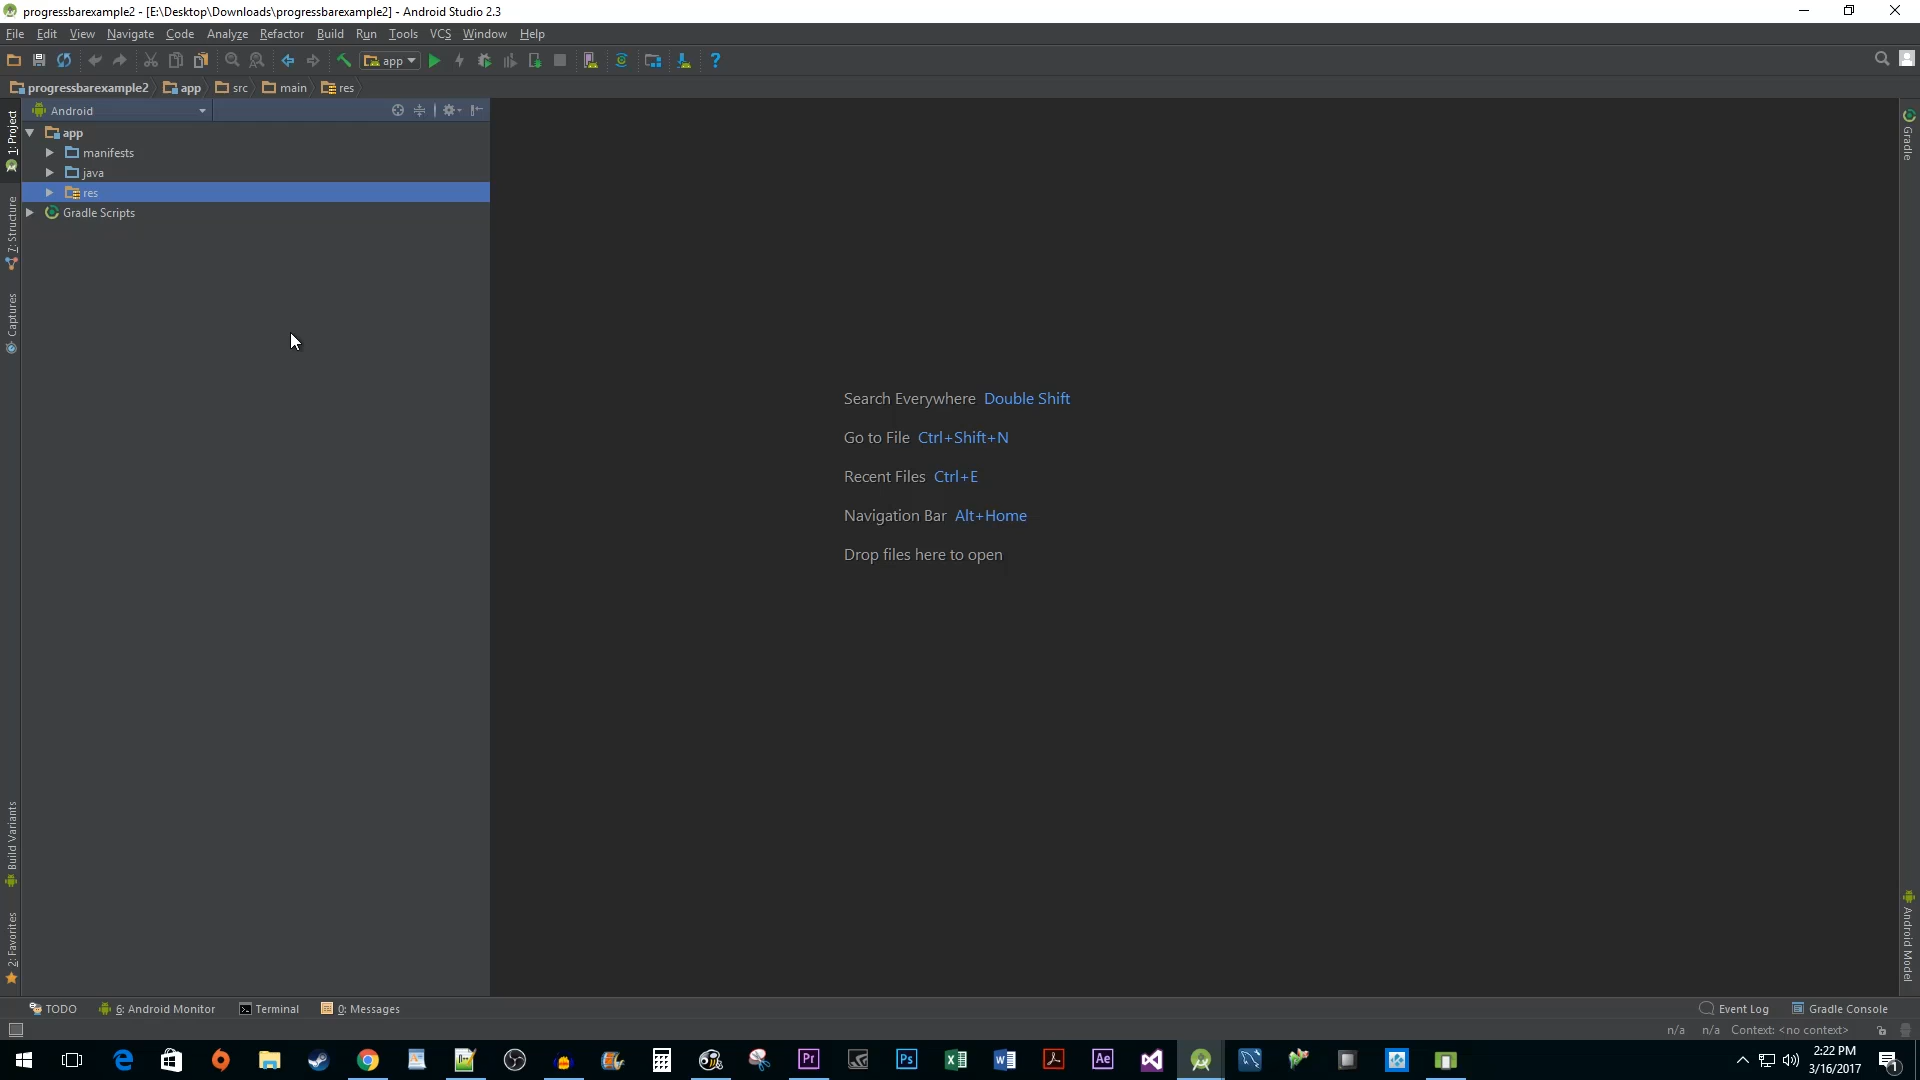 progressbarexample2 - [E:\Desktop\Downloads\progressbarexample2] - Android Studio 2.3
File Edit View Navigate Code Analyze Refactor Build Run Tools VCS Window Help
app
progressbarexample2 app src main res
Android
app
manifests
java
res
Gradle Scripts
1: Project
7: Structure
Captures
Build Variants
2: Favorites
Search Everywhere Double Shift
Go to File Ctrl+Shift+N
Recent Files Ctrl+E
Navigation Bar Alt+Home
Drop files here to open
Gradle
Android Model
TODO 6: Android Monitor Terminal 0: Messages Event Log Gradle Console
n/a n/a Context: <no context>
Pr Ps Ae
2:22 PM
3/16/2017
1